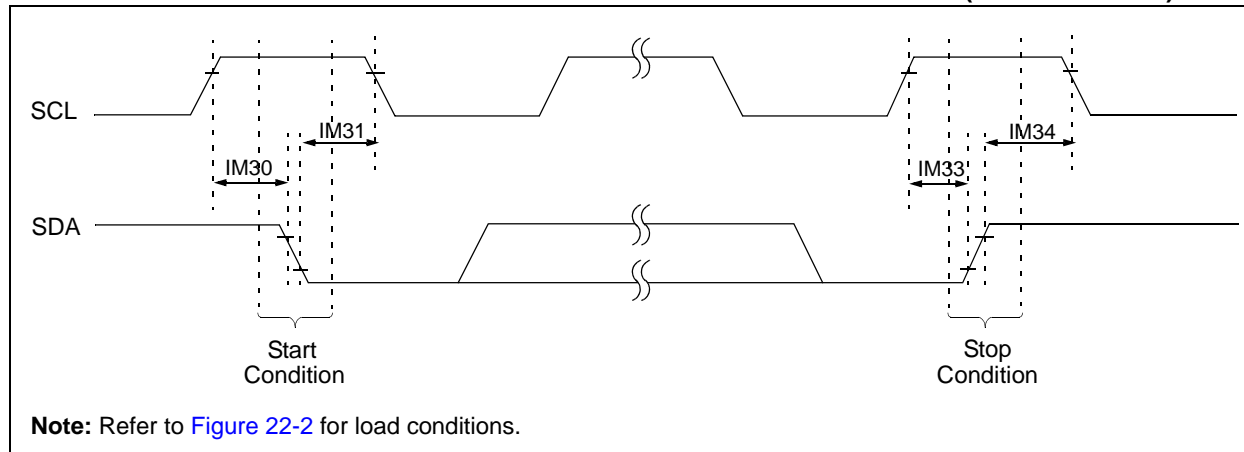 SCL
IM31
IM34
IM30
IM33
SDA
Start
Condition
Stop
Condition
Note: Refer to Figure 22-2 for load conditions.